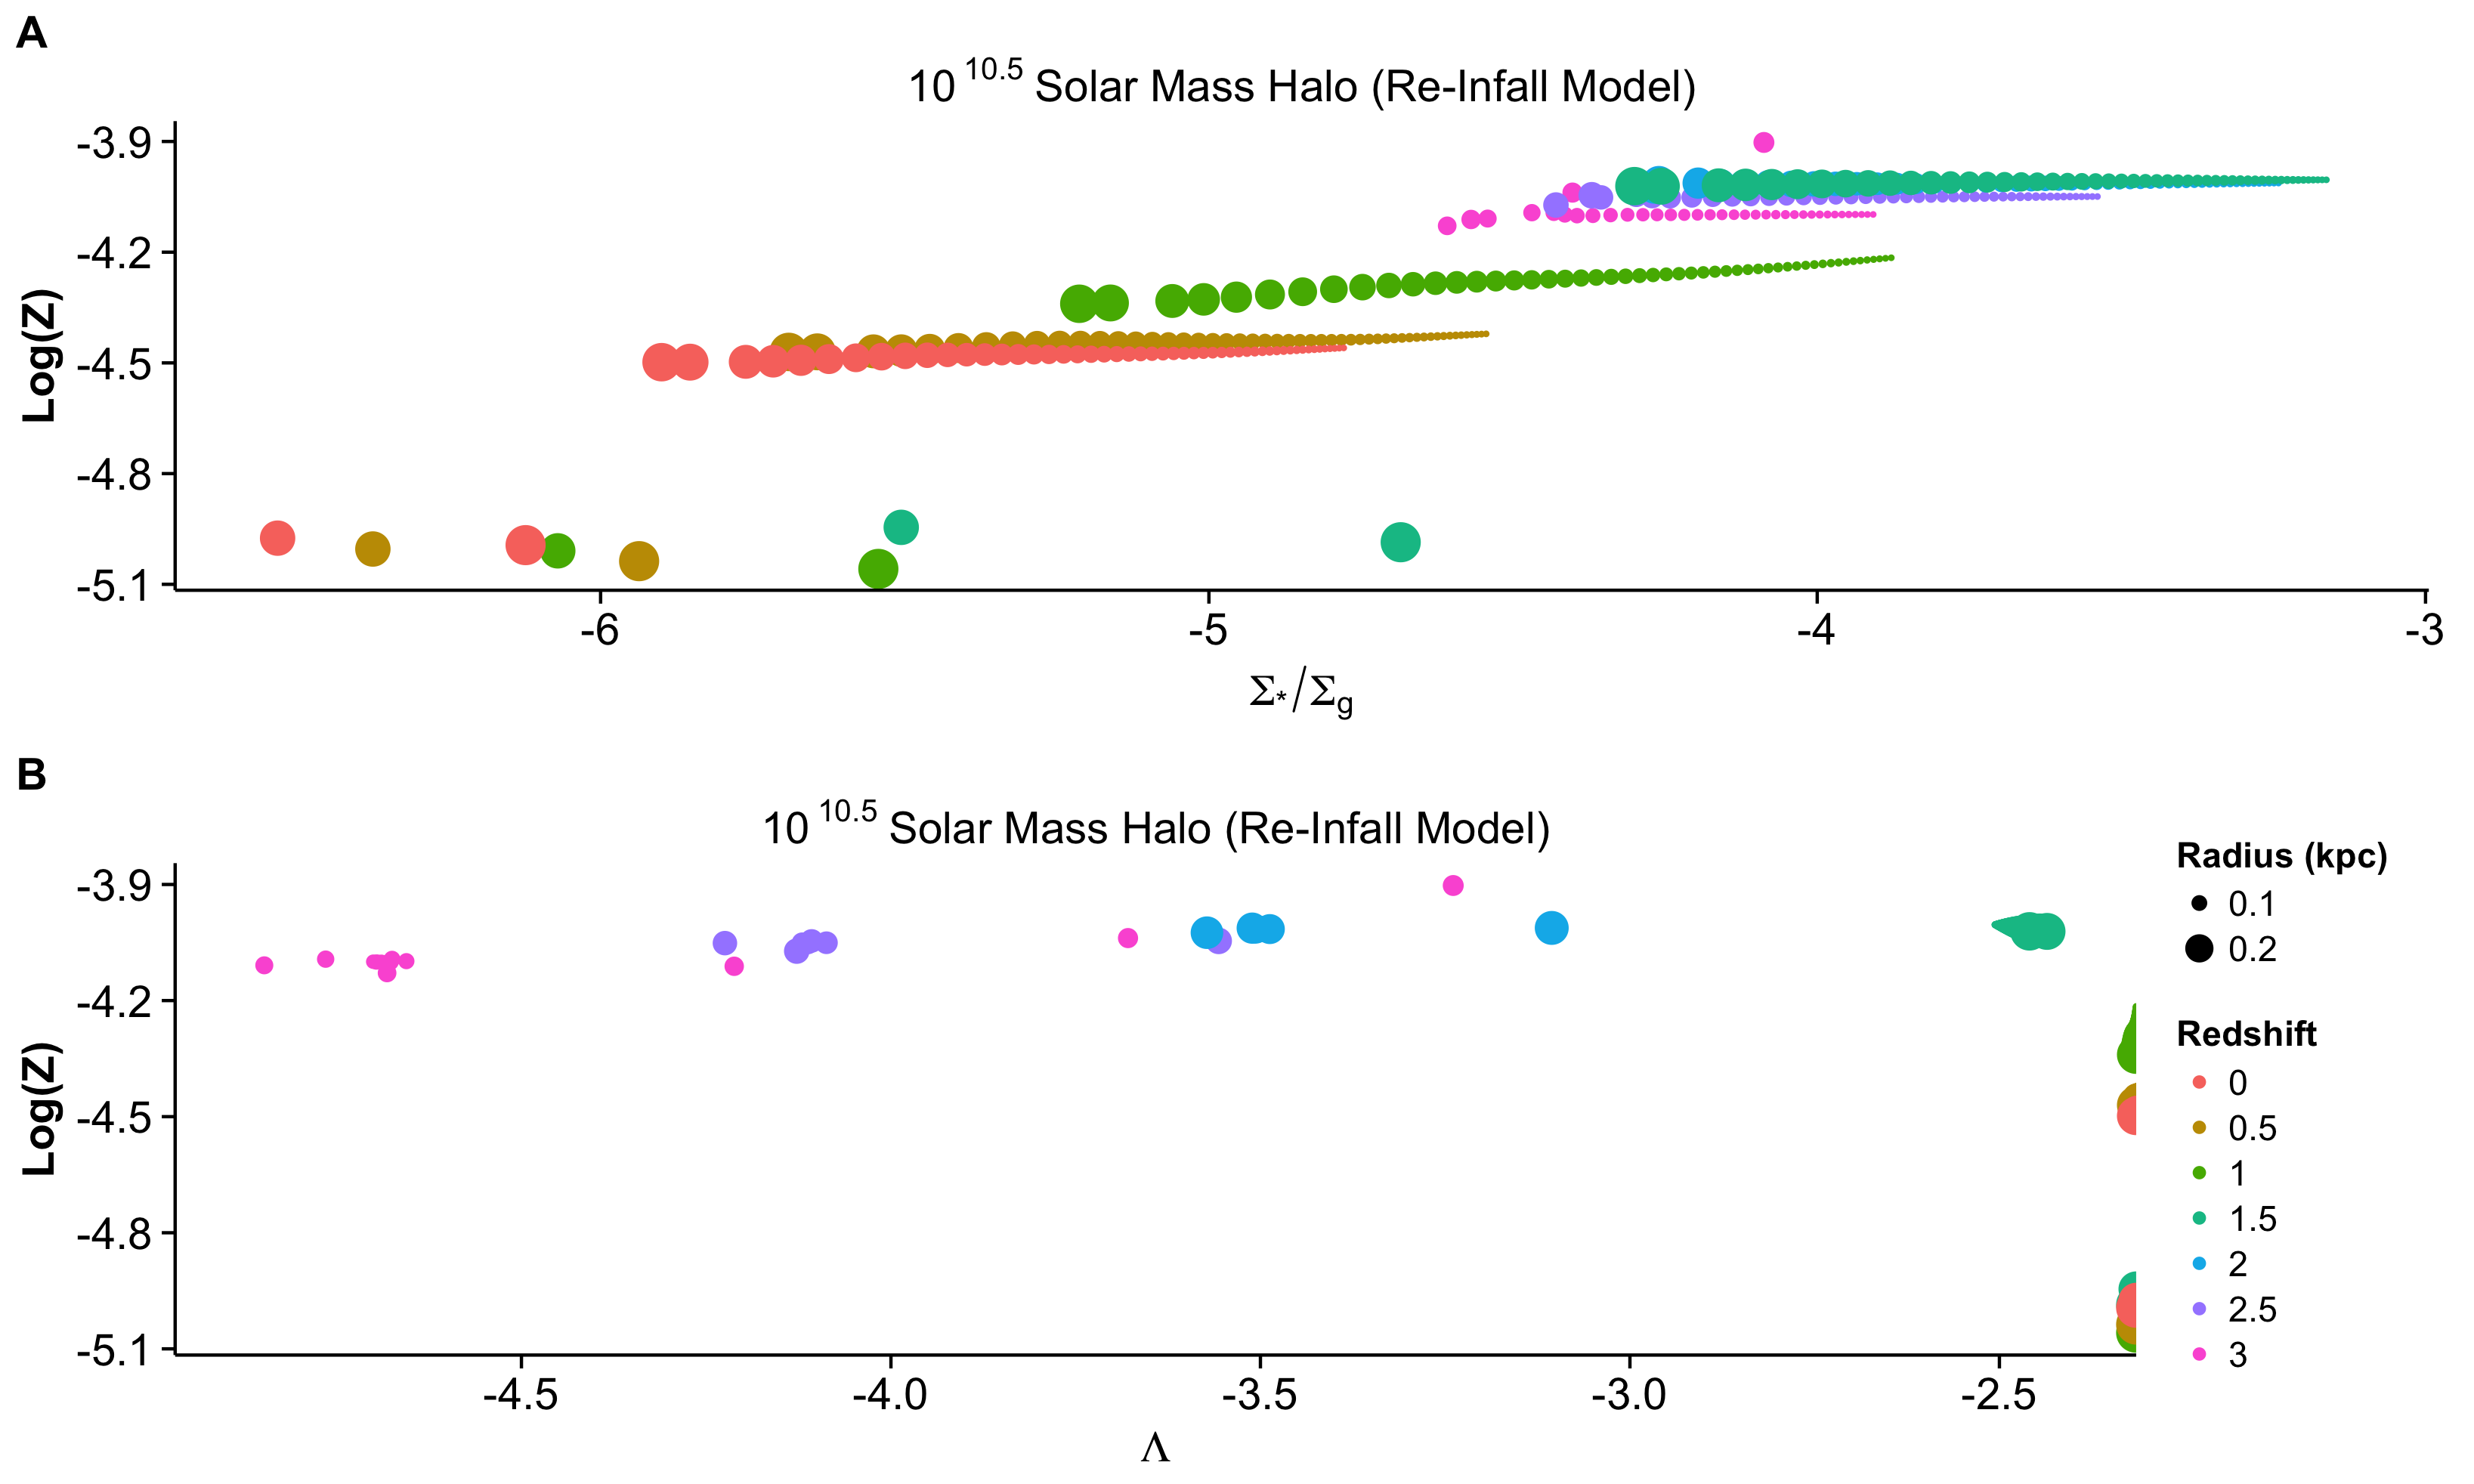 A
10 10.5 Solar Mass Halo (Re-Infall Model)
-3.9
-4.2
-4.5
-4.8
-5.1
Log(Z)
-6 -5 -4 -3
Σ*/Σg
B
10 10.5 Solar Mass Halo (Re-Infall Model)
-3.9
-4.2
-4.5
-4.8
-5.1
Log(Z)
-4.5 -4.0 -3.5 -3.0 -2.5
Λ
Radius (kpc)
0.1
0.2
Redshift
0
0.5
1
1.5
2
2.5
3